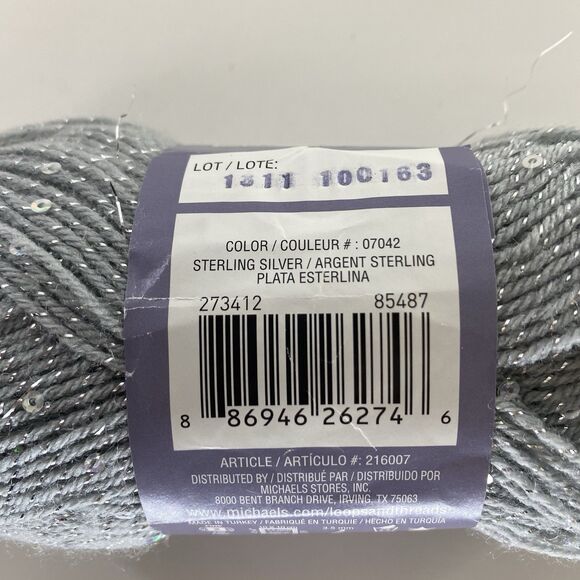 LOT / LOTE:
1311 100163
COLOR / COULEUR # : 07042
STERLING SILVER / ARGENT STERLING
PLATA ESTERLINA
273412 85487
8 86946 26274 6
ARTICLE / ARTÍCULO #: 216007
DISTRIBUTED BY / DISTRIBUÉ PAR / DISTRIBUIDO POR
MICHAELS STORES, INC.
8000 BENT BRANCH DRIVE, IRVING, TX 75063
www.michaels.com/loopsandthreads
MADE IN TURKEY / FABRIQUÉ EN TURQUIE / HECHO EN TURQUÍA